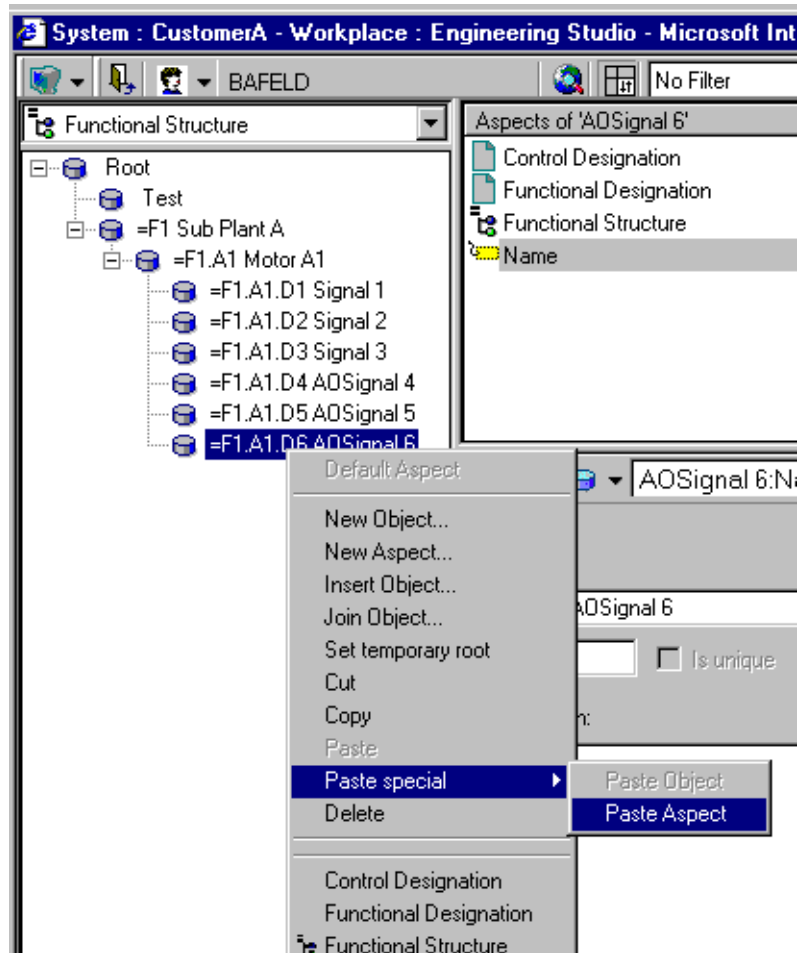 System : CustomerA - Workplace : Engineering Studio - Microsoft Int
BAFELD
No Filter
Functional Structure
Root
Test
=F1 Sub Plant A
=F1.A1 Motor A1
=F1.A1.D1 Signal 1
=F1.A1.D2 Signal 2
=F1.A1.D3 Signal 3
=F1.A1.D4 AOSignal 4
=F1.A1.D5 AOSignal 5
=F1.A1.D6 AOSignal 6
Aspects of 'AOSignal 6'
Control Designation
Functional Designation
Functional Structure
Name
AOSignal 6:Na
AOSignal 6
Is unique
n:
Default Aspect
New Object...
New Aspect...
Insert Object...
Join Object...
Set temporary root
Cut
Copy
Paste
Paste special
Delete
Control Designation
Functional Designation
Functional Structure
Paste Object
Paste Aspect